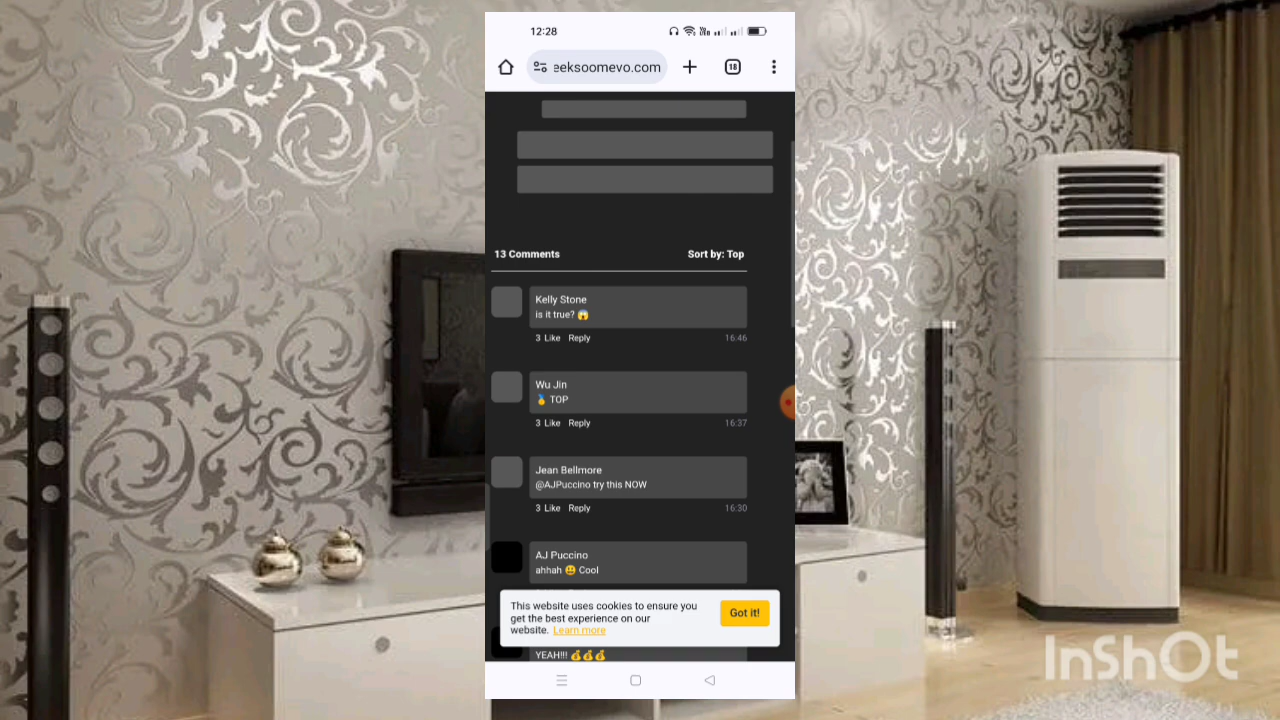 12:28
eeksoomevo.com
18
13 Comments
Sort by: Top
Kelly Stone
is it true? 😱
3 Like Reply
16:46
Wu Jin
🏅 TOP
3 Like Reply
16:37
Jean Bellmore
@AJPuccino try this NOW
3 Like Reply
16:30
AJ Puccino
ahhah 😃 Cool
This website uses cookies to ensure you
get the best experience on our
website. Learn more
Got it!
YEAH!!! 💰💰💰
InShOt